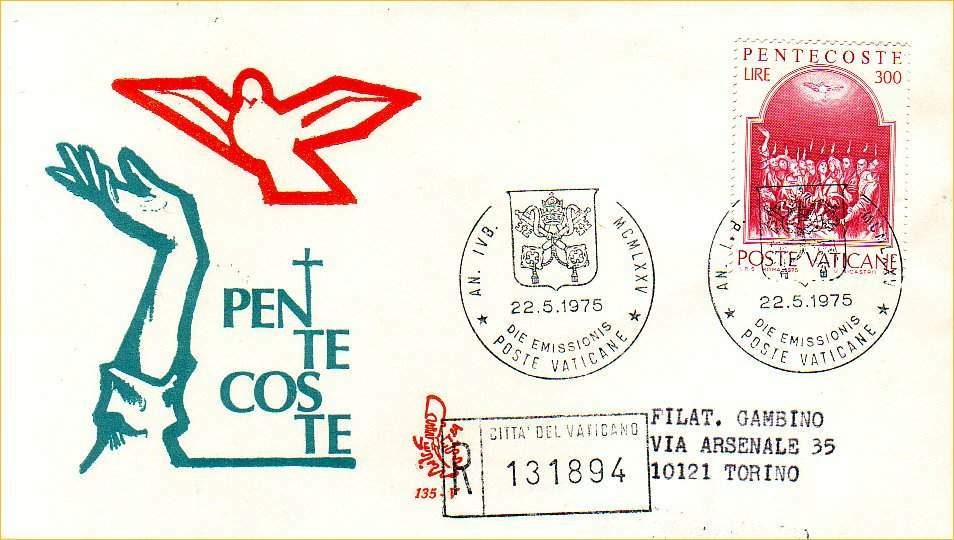 PENTECOSTE
LIRE 300
POSTE VATICANE
PEN
TE
COS
TE
AN. IVB. MCMLXXV
22.5.1975
DIE EMISSIONIS
POSTE VATICANE
22.5.1975
DIE EMISSIONIS
POSTE VATICANE
135 - V
R
CITTA' DEL VATICANO
131894
FILAT. GAMBINO
VIA ARSENALE 35
10121 TORINO